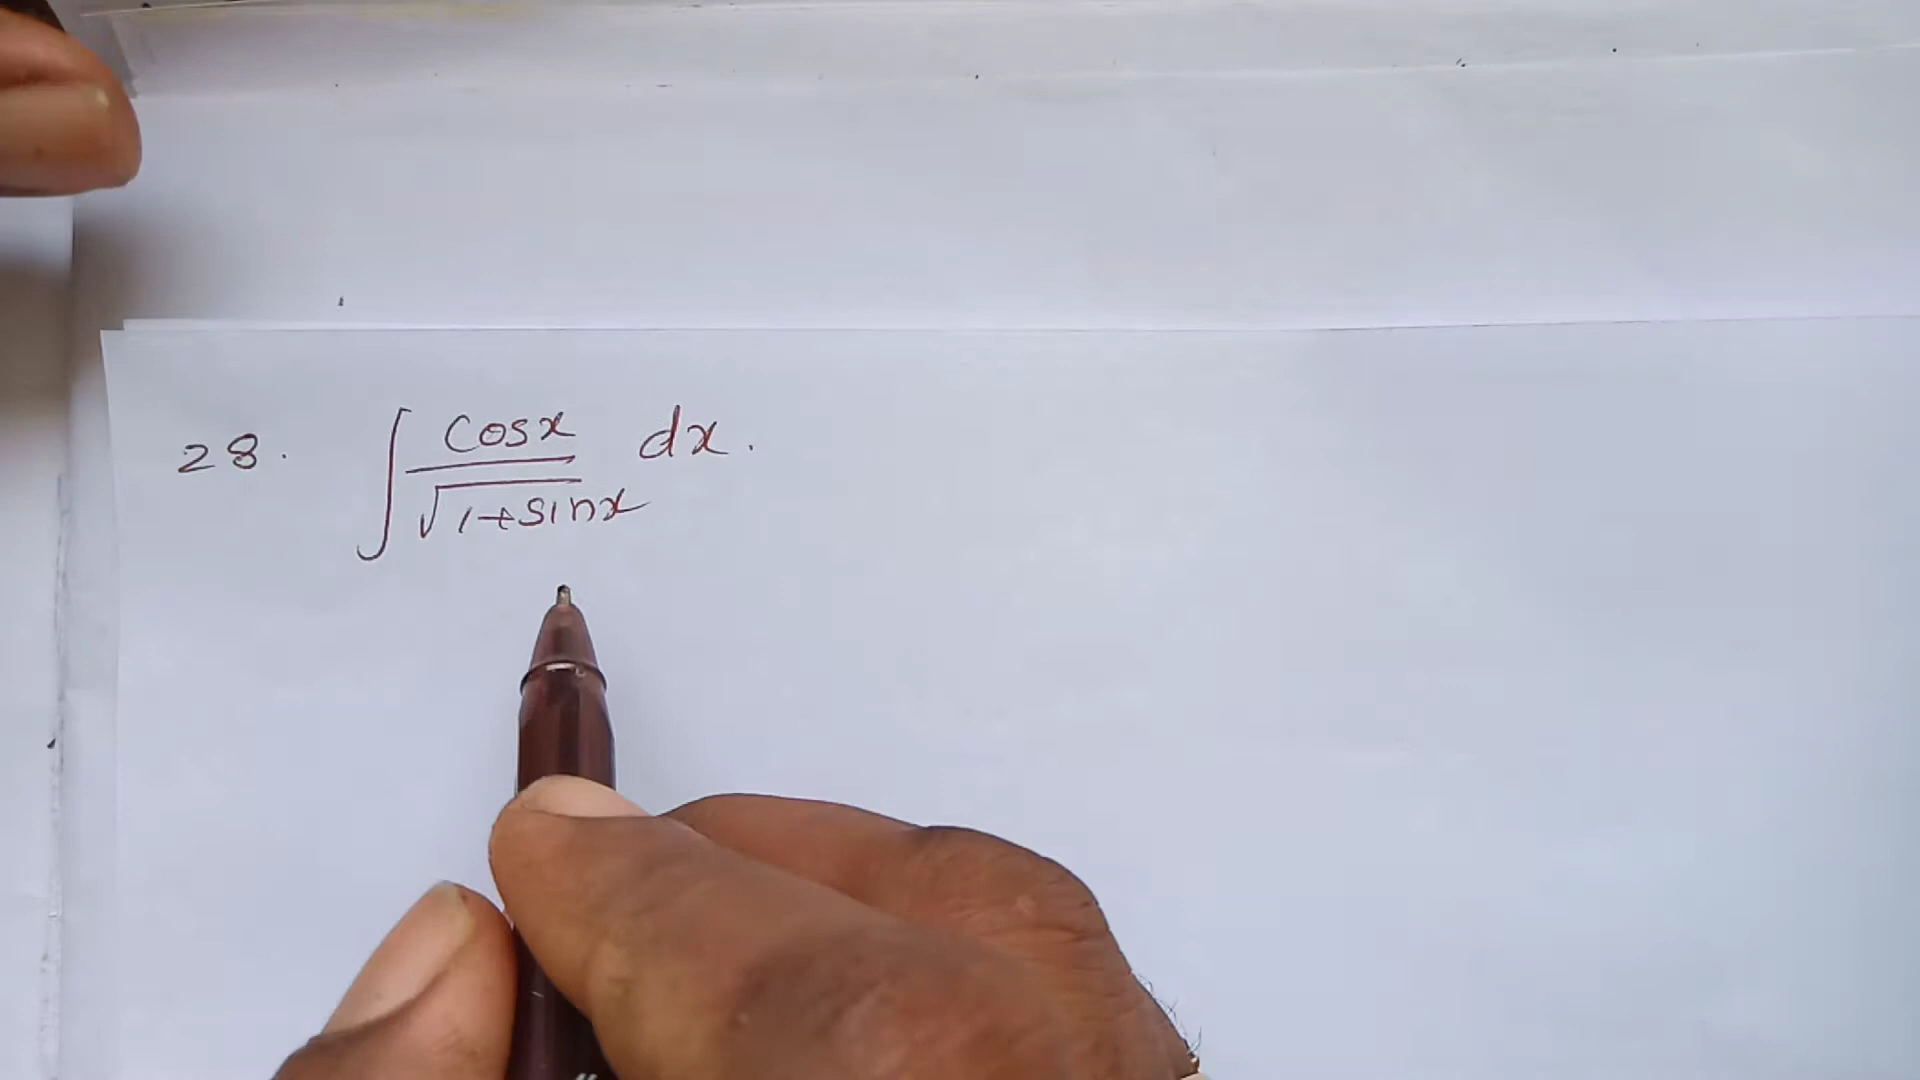 28. ∫ cosx / √1+sinx dx.